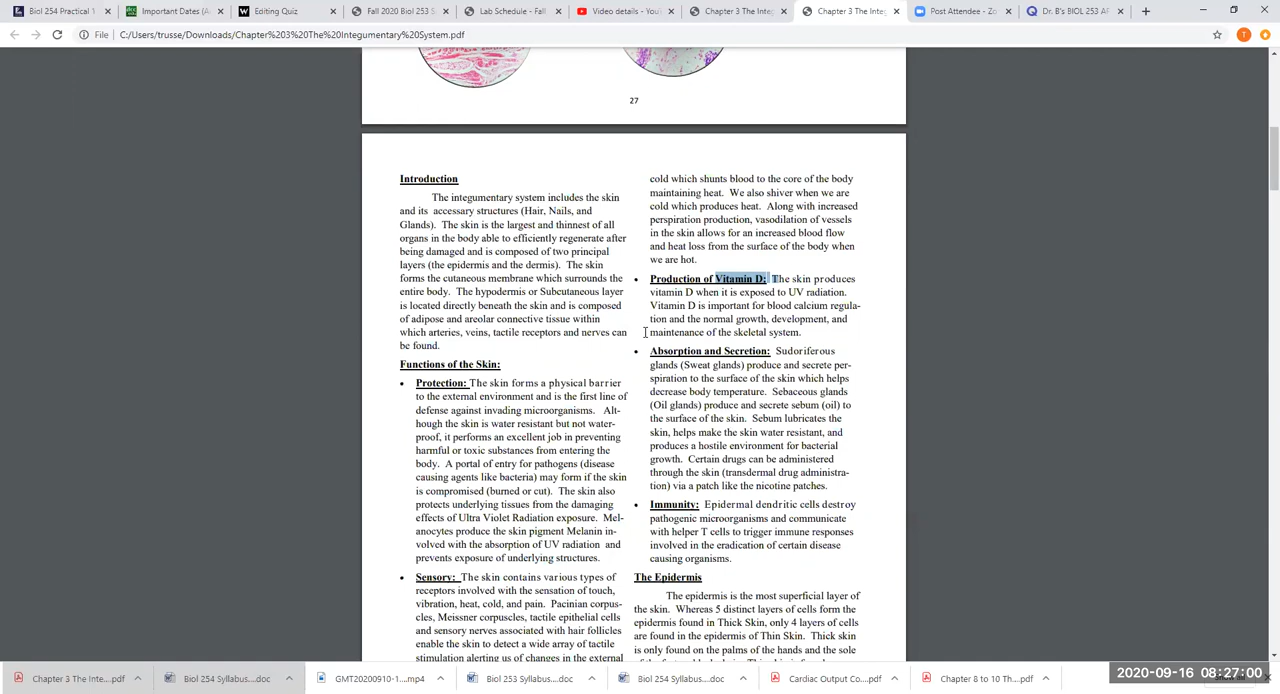 Biol 254 Practical 1
Important Dates (A
Editing Quiz
Fall 2020 Biol 253 S
Lab Schedule - Fall
Video details - You
Chapter 3 The Inte
Chapter 3 The Inte
Post Attendee - Zo
Dr. B's BIOL 253 A
File
C:/Users/trusse/Downloads/Chapter%203%20The%20Integumentary%20System.pdf
27
Introduction
The integumentary system includes the skin
and its accessary structures (Hair, Nails, and
Glands). The skin is the largest and thinnest of all
organs in the body able to efficiently regenerate after
being damaged and is composed of two principal
layers (the epidermis and the dermis). The skin
forms the cutaneous membrane which surrounds the
entire body. The hypodermis or Subcutaneous layer
is located directly beneath the skin and is composed
of adipose and areolar connective tissue within
which arteries, veins, tactile receptors and nerves can
be found.
Functions of the Skin:
• Protection: The skin forms a physical barrier
to the external environment and is the first line of
defense against invading microorganisms. Alt-
hough the skin is water resistant but not water-
proof, it performs an excellent job in preventing
harmful or toxic substances from entering the
body. A portal of entry for pathogens (disease
causing agents like bacteria) may form if the skin
is compromised (burned or cut). The skin also
protects underlying tissues from the damaging
effects of Ultra Violet Radiation exposure. Mel-
anocytes produce the skin pigment Melanin in-
volved with the absorption of UV radiation and
prevents exposure of underlying structures.
• Sensory: The skin contains various types of
receptors involved with the sensation of touch,
vibration, heat, cold, and pain. Pacinian corpus-
cles, Meissner corpuscles, tactile epithelial cells
and sensory nerves associated with hair follicles
enable the skin to detect a wide array of tactile
stimulation alerting us of changes in the external
cold which shunts blood to the core of the body
maintaining heat. We also shiver when we are
cold which produces heat. Along with increased
perspiration production, vasodilation of vessels
in the skin allows for an increased blood flow
and heat loss from the surface of the body when
we are hot.
• Production of Vitamin D: The skin produces
vitamin D when it is exposed to UV radiation.
Vitamin D is important for blood calcium regula-
tion and the normal growth, development, and
maintenance of the skeletal system.
• Absorption and Secretion: Sudoriferous
glands (Sweat glands) produce and secrete per-
spiration to the surface of the skin which helps
decrease body temperature. Sebaceous glands
(Oil glands) produce and secrete sebum (oil) to
the surface of the skin. Sebum lubricates the
skin, helps make the skin water resistant, and
produces a hostile environment for bacterial
growth. Certain drugs can be administered
through the skin (transdermal drug administra-
tion) via a patch like the nicotine patches.
• Immunity: Epidermal dendritic cells destroy
pathogenic microorganisms and communicate
with helper T cells to trigger immune responses
involved in the eradication of certain disease
causing organisms.
The Epidermis
The epidermis is the most superficial layer of
the skin. Whereas 5 distinct layers of cells form the
epidermis found in Thick Skin, only 4 layers of cells
are found in the epidermis of Thin Skin. Thick skin
is only found on the palms of the hands and the sole
Chapter 3 The Inte....pdf
Biol 254 Syllabus....doc
GMT20200910-1....mp4
Biol 253 Syllabus....doc
Biol 254 Syllabus....doc
Cardiac Output Co....pdf
Chapter 8 to 10 Th....pdf
2020-09-16 08:27:00